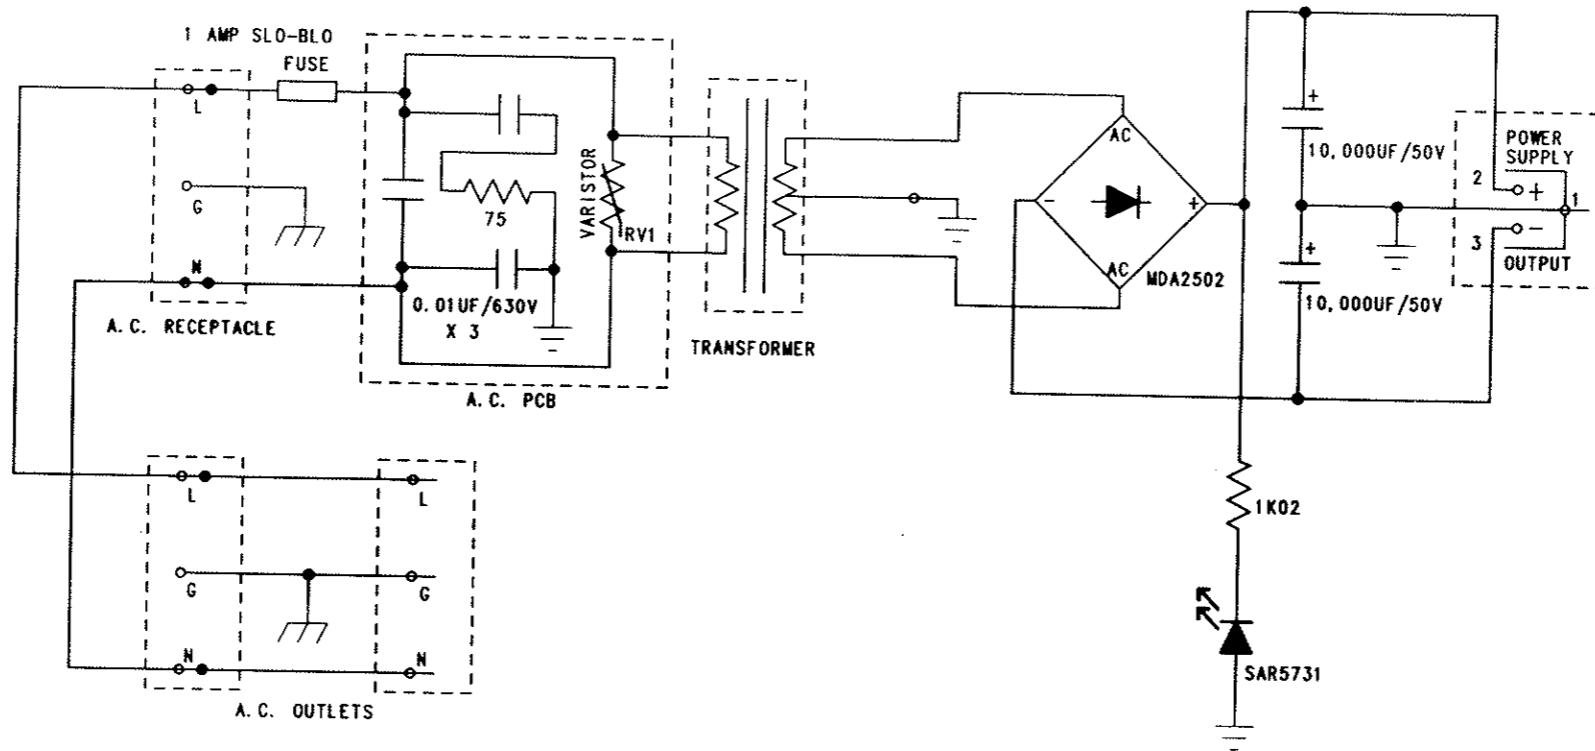 1 AMP SLO-BLO
FUSE
L
G
N
A.C. RECEPTACLE
75
VARISTOR
RV1
0.01UF/630V
X 3
A.C. PCB
TRANSFORMER
AC
-
+
AC
MDA2502
+
10,000UF/50V
+
10,000UF/50V
POWER
SUPPLY
2
+
1
3
-
OUTPUT
1K02
SAR5731
L
L
G
G
N
N
A.C. OUTLETS